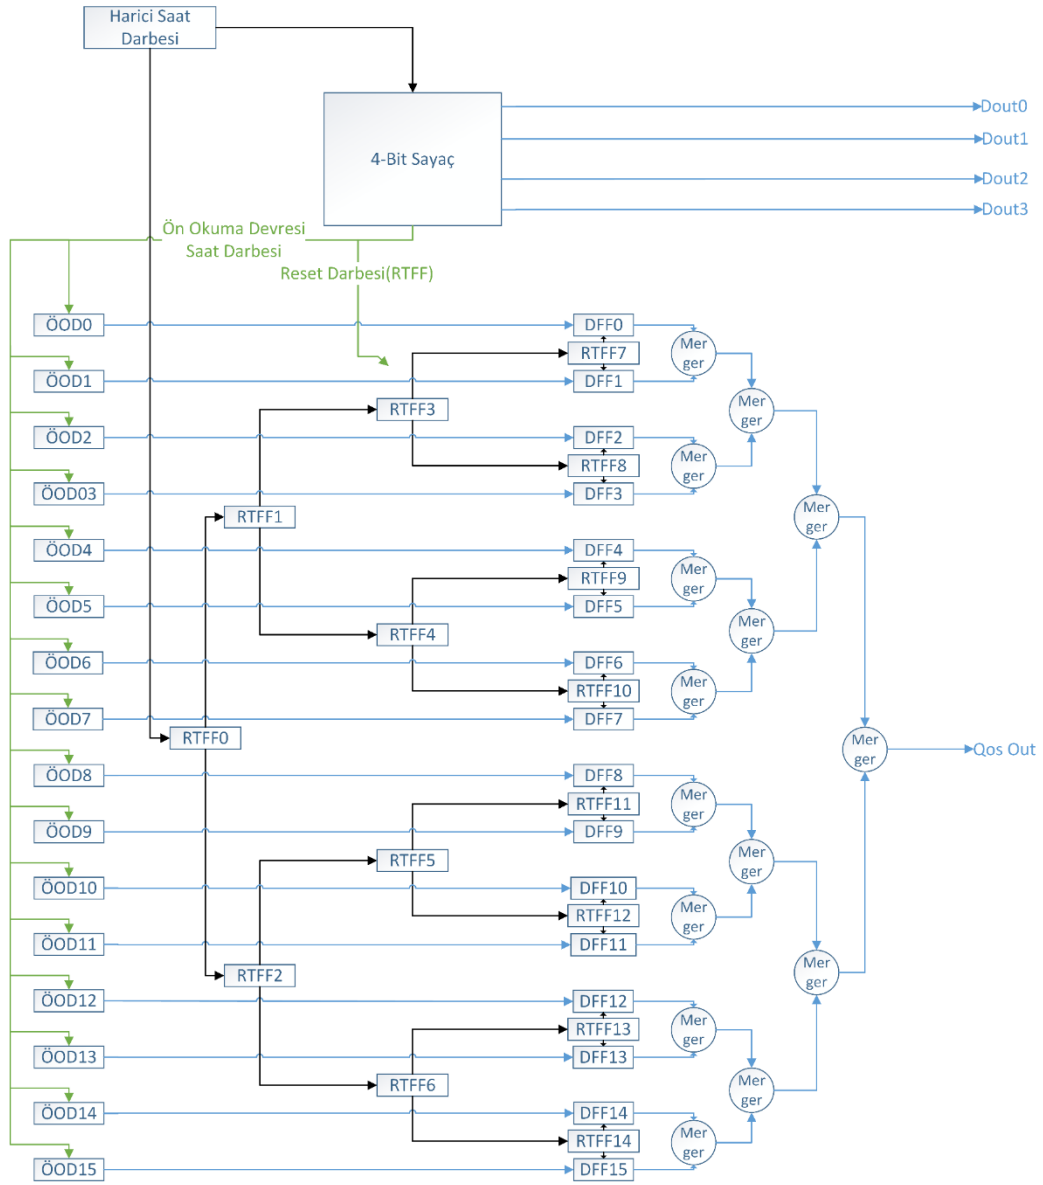 Harici Saat
Darbesi
4-Bit Sayaç
Dout0
Dout1
Dout2
Dout3
Ön Okuma Devresi
Saat Darbesi
Reset Darbesi(RTFF)
ÖOD0
DFF0
RTFF7
Mer
ger
ÖOD1
DFF1
RTFF3
Mer
ger
ÖOD2
DFF2
RTFF8
Mer
ger
ÖOD03
DFF3
RTFF1
Mer
ger
ÖOD4
DFF4
RTFF9
Mer
ger
ÖOD5
DFF5
RTFF4
Mer
ger
ÖOD6
DFF6
RTFF10
Mer
ger
ÖOD7
DFF7
RTFF0
Mer
ger
Qos Out
ÖOD8
DFF8
RTFF11
Mer
ger
ÖOD9
DFF9
RTFF5
Mer
ger
ÖOD10
DFF10
RTFF12
Mer
ger
ÖOD11
DFF11
RTFF2
Mer
ger
ÖOD12
DFF12
RTFF13
Mer
ger
ÖOD13
DFF13
RTFF6
Mer
ger
ÖOD14
DFF14
RTFF14
Mer
ger
ÖOD15
DFF15